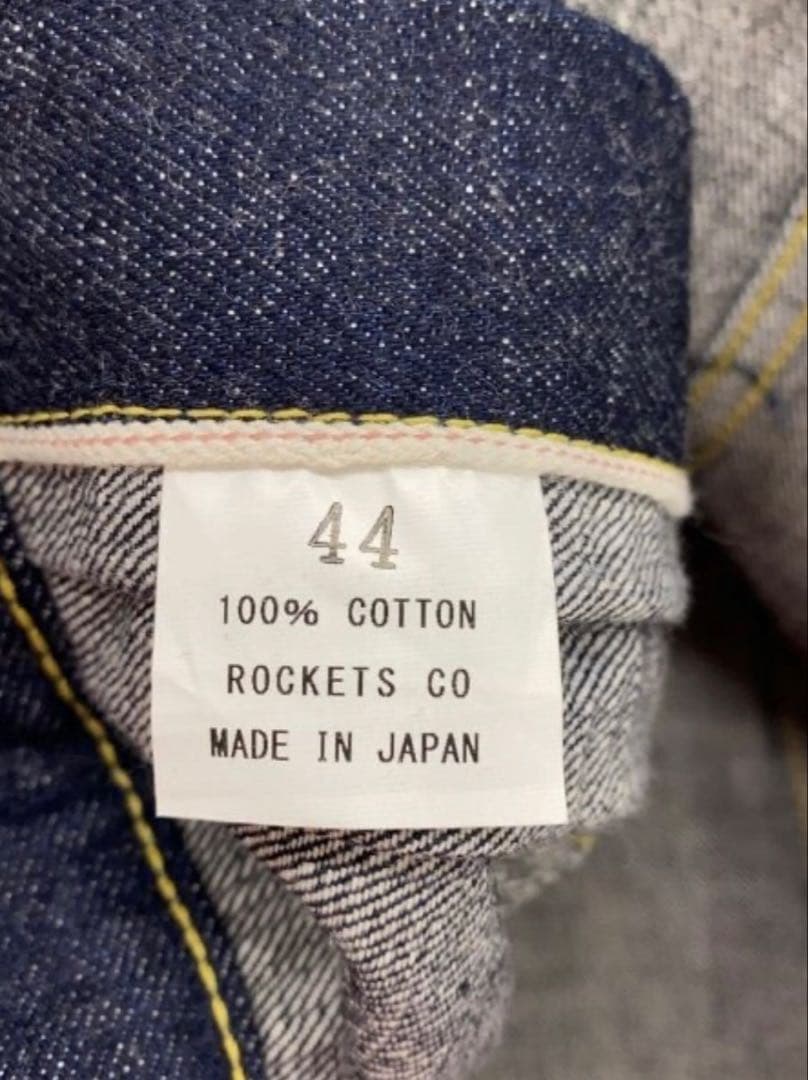 44
100% COTTON
ROCKETS CO
MADE IN JAPAN